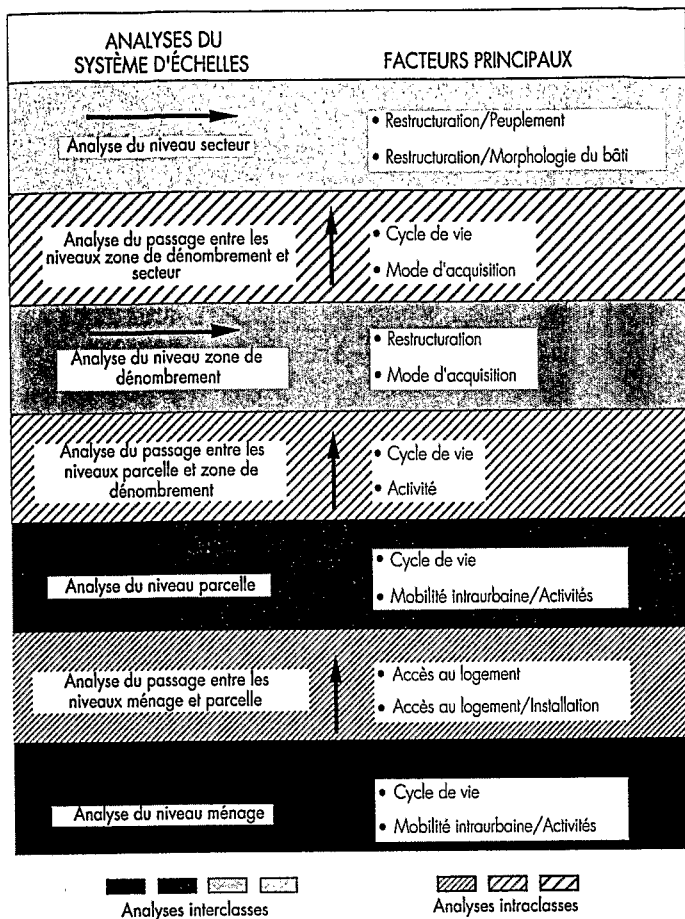 ANALYSES DU
SYSTÈME D'ÉCHELLES
FACTEURS PRINCIPAUX
Analyse du niveau secteur
• Restructuration/Peuplement
• Restructuration/Morphologie du bâti
Analyse du passage entre les
niveaux zone de dénombrement et
secteur
• Cycle de vie
• Mode d'acquisition
Analyse du niveau zone de
dénombrement
• Restructuration
• Mode d'acquisition
Analyse du passage entre les
niveaux parcelle et zone de
dénombrement
• Cycle de vie
• Activité
Analyse du niveau parcelle
• Cycle de vie
• Mobilité intraurbaine/Activités
Analyse du passage entre les
niveaux ménage et parcelle
• Accès au logement
• Accès au logement/Installation
Analyse du niveau ménage
• Cycle de vie
• Mobilité intraurbaine/Activités
Analyses interclasses
Analyses intraclasses